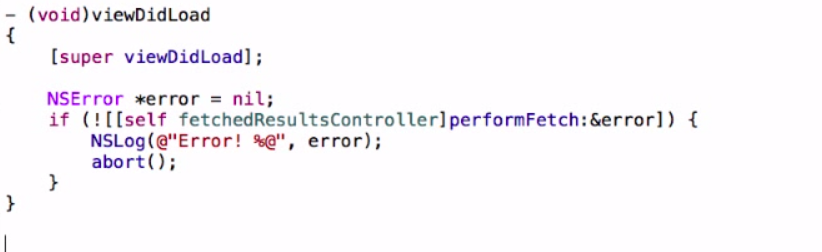 - (void)viewDidLoad
{
    [super viewDidLoad];

    NSError *error = nil;
    if (![[self fetchedResultsController]performFetch:&error]) {
        NSLog(@"Error! %@", error);
        abort();
    }
}